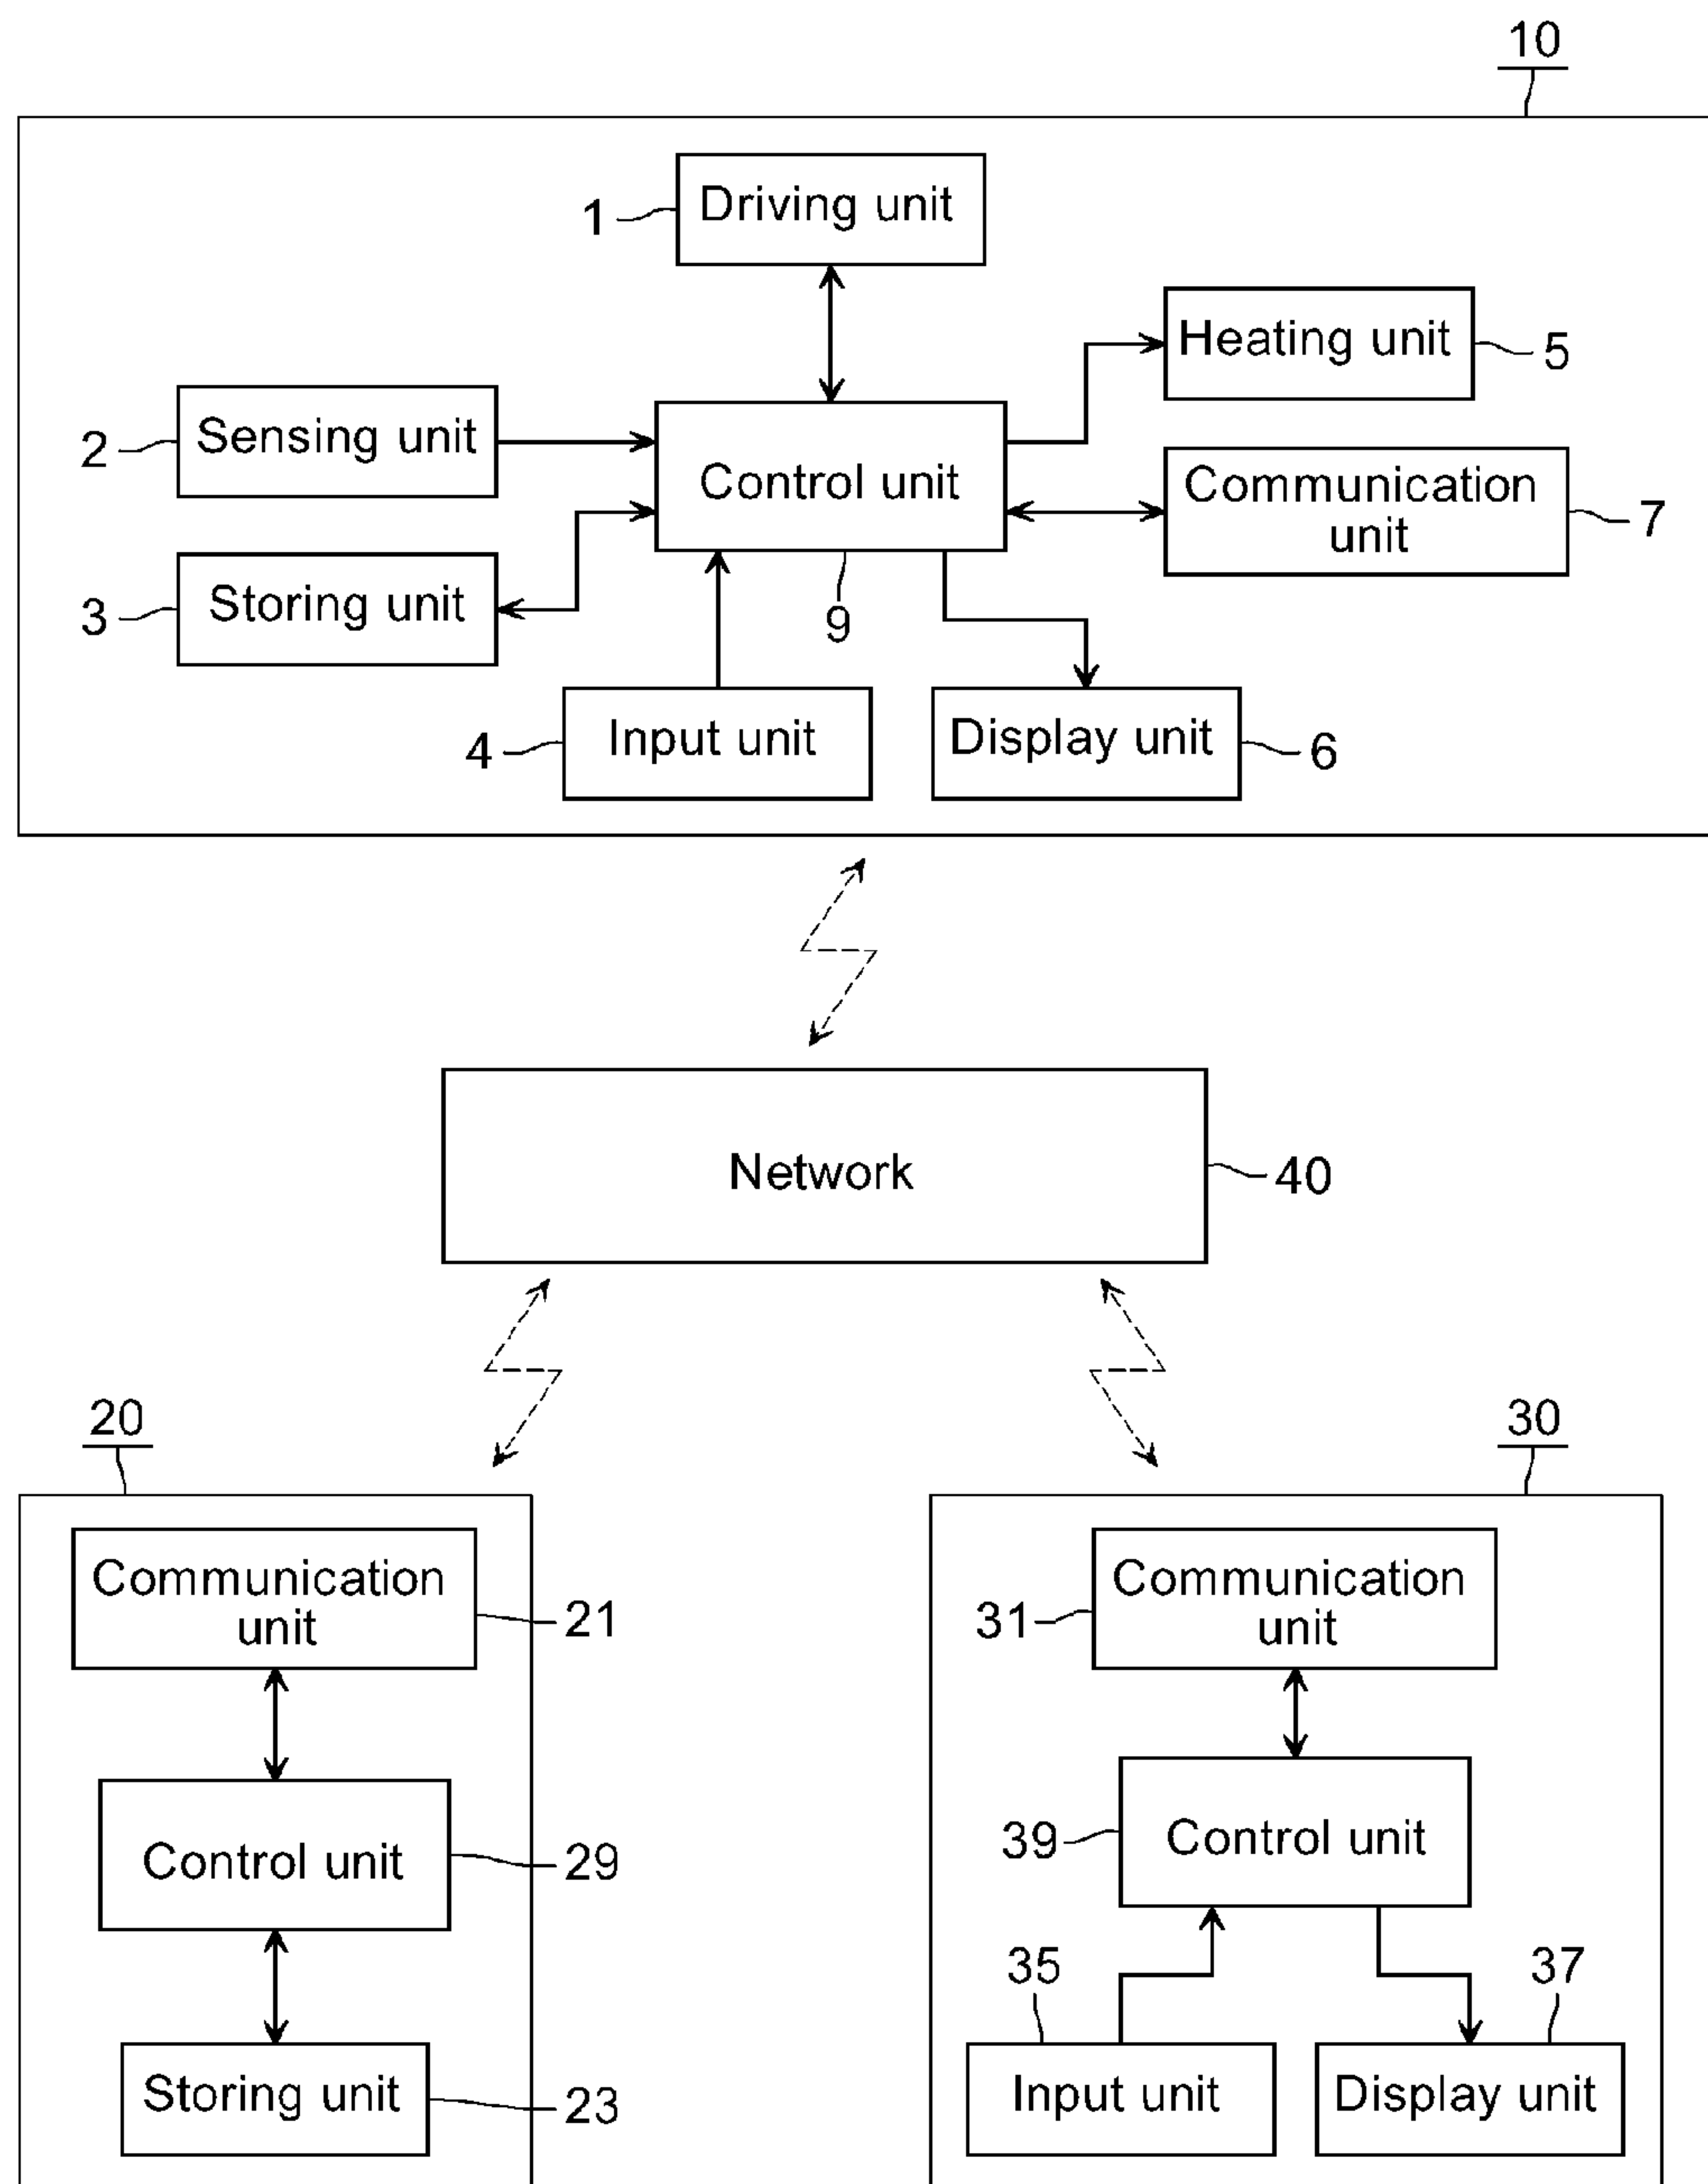 10
Driving unit
1
Heating unit
5
Sensing unit
2
Control unit
Communication
unit
7
Storing unit
3
9
Input unit
4
Display unit
6
Network
40
20
30
Communication
unit
21
Communication
unit
31
Control unit
29
Control unit
39
35
37
Storing unit
23
Input unit
Display unit